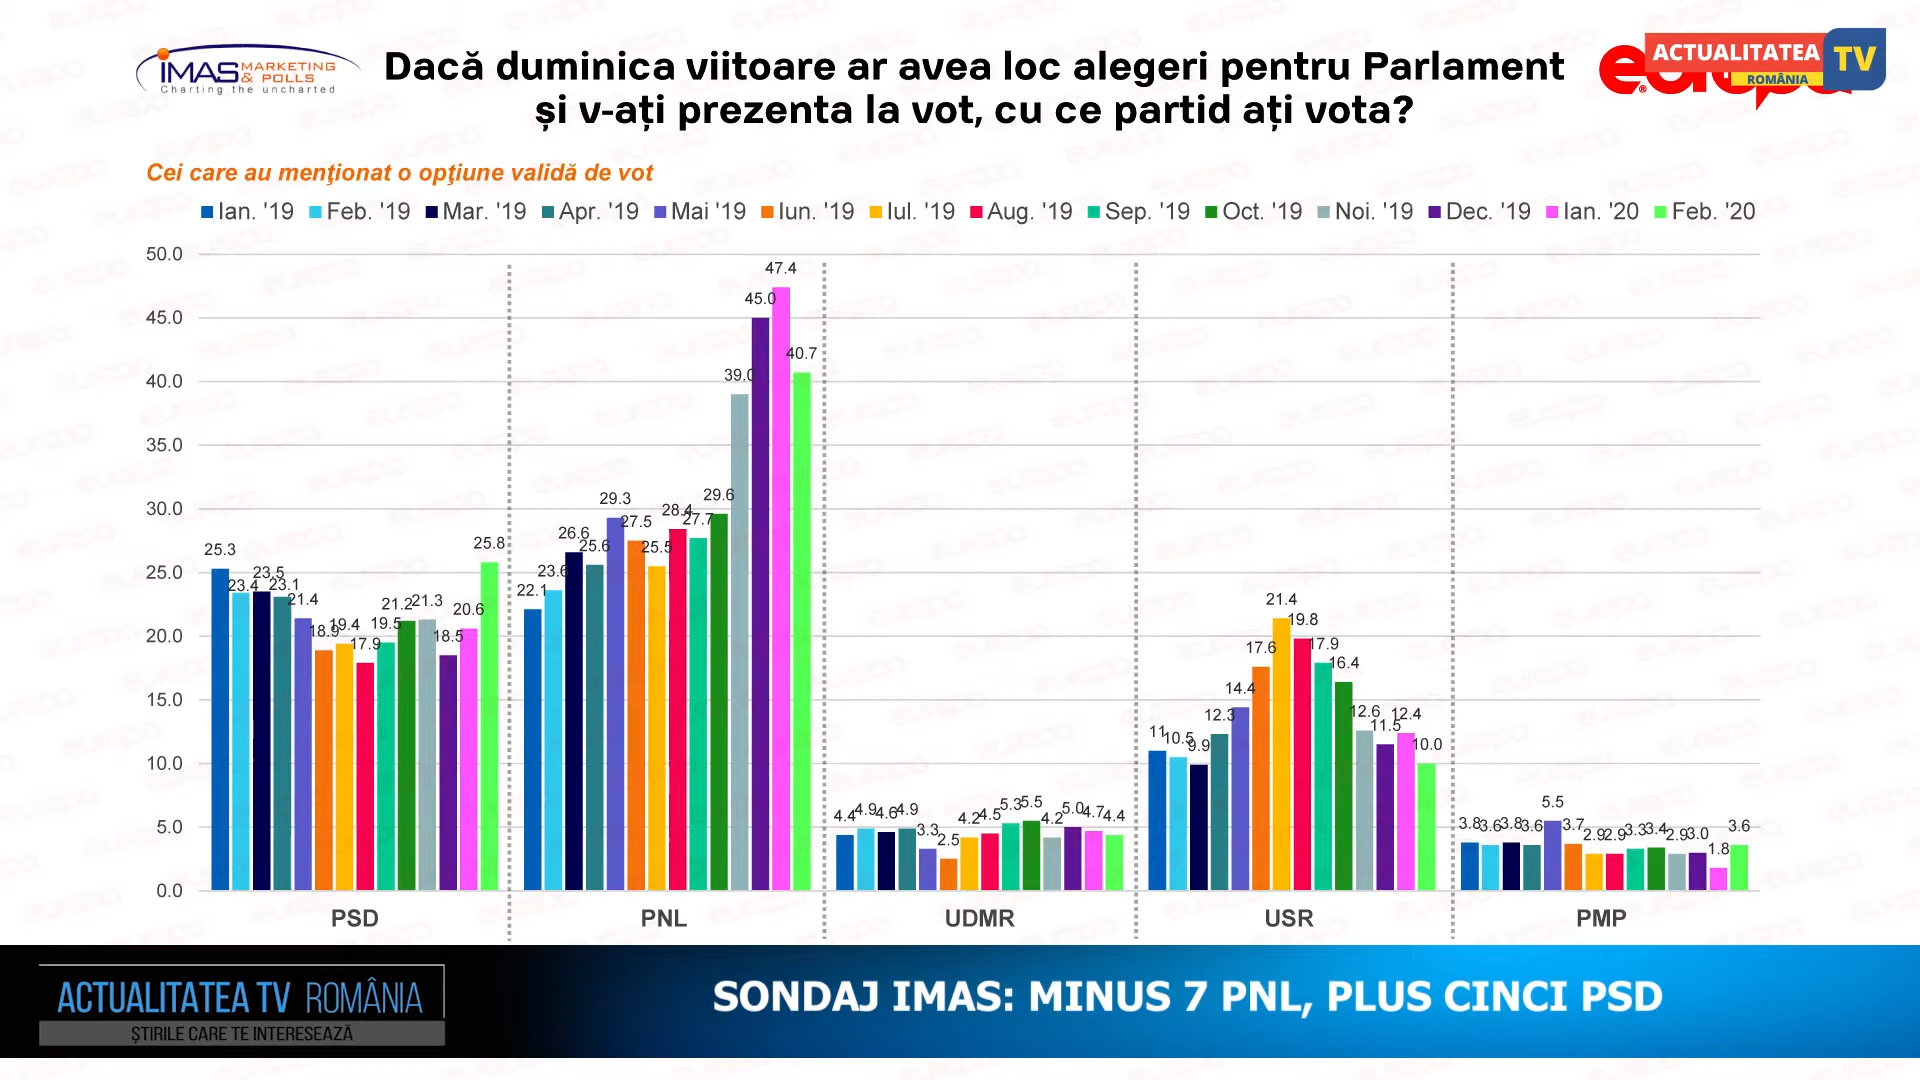 IMAS MARKETING & POLLS
Charting the uncharted
Dacă duminica viitoare ar avea loc alegeri pentru Parlament
și v-ați prezenta la vot, cu ce partid ați vota?
ACTUALITATEA TV
ROMÂNIA
Cei care au menţionat o opţiune validă de vot
Ian. '19 Feb. '19 Mar. '19 Apr. '19 Mai '19 Iun. '19 Iul. '19 Aug. '19 Sep. '19 Oct. '19 Noi. '19 Dec. '19 Ian. '20 Feb. '20
50.0
45.0
40.0
35.0
30.0
25.0
20.0
15.0
10.0
5.0
0.0
25.3 23.4 23.5 23.1 21.4 18.9 19.4 17.9 19.5 21.2 21.3 18.5 20.6 25.8
22.1 23.6 26.6 25.6 29.3 27.5 25.5 28.4 27.7 29.6 39.0 45.0 47.4 40.7
4.4 4.9 4.6 4.9 3.3 2.5 4.2 4.5 5.3 5.5 4.2 5.0 4.7 4.4
11 10.5 9.9 12.3 14.4 17.6 21.4 19.8 17.9 16.4 12.6 11.5 12.4 10.0
3.8 3.6 3.8 3.6 5.5 3.7 2.9 2.9 3.3 3.4 2.9 3.0 1.8 3.6
PSD PNL UDMR USR PMP
ACTUALITATEA TV ROMÂNIA
ȘTIRILE CARE TE INTERESEAZĂ
SONDAJ IMAS: MINUS 7 PNL, PLUS CINCI PSD